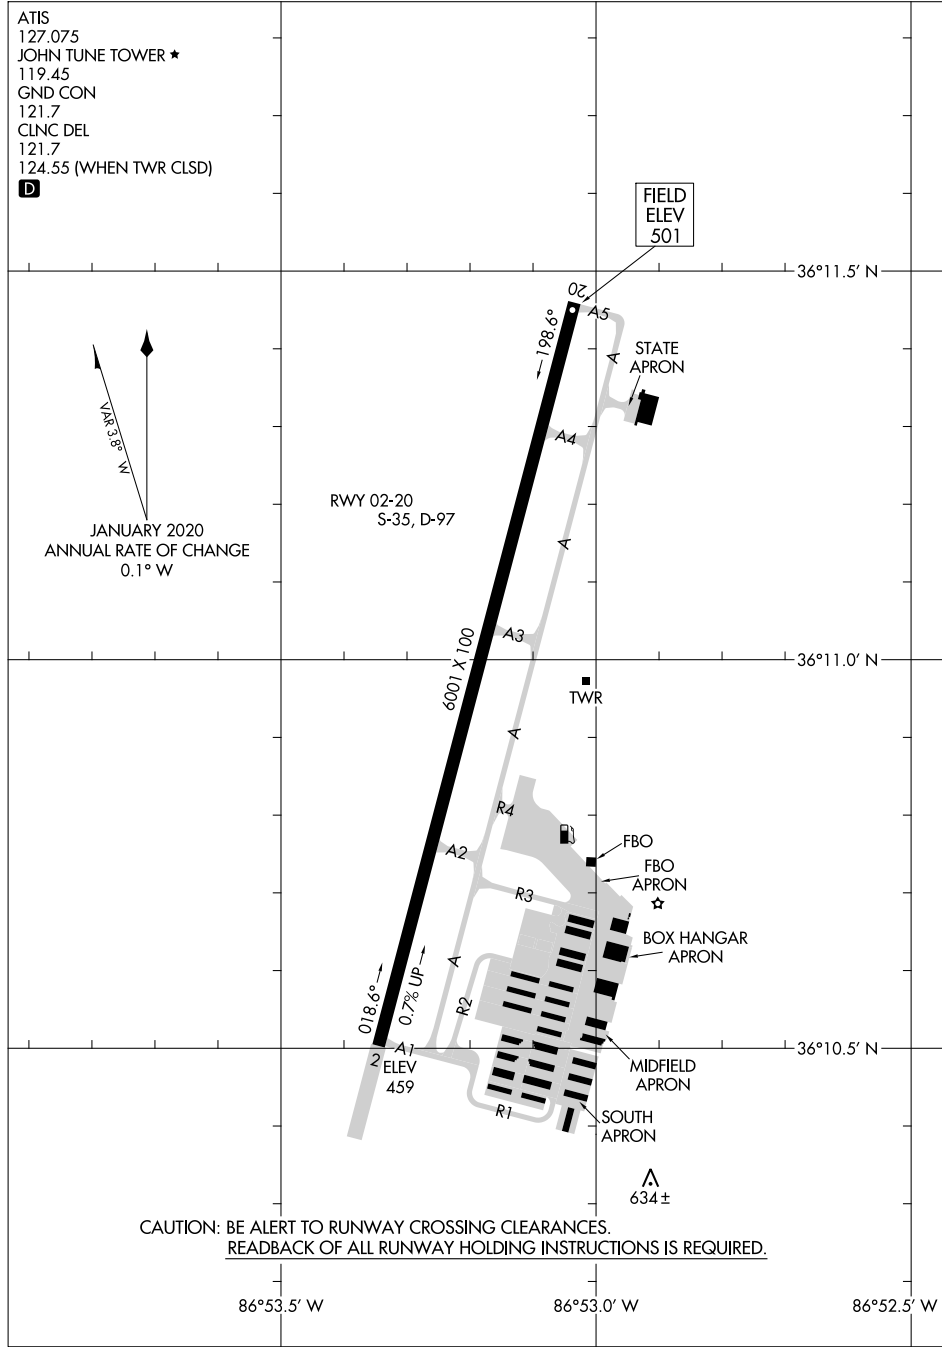 ATIS
127.075
JOHN TUNE TOWER ★
119.45
GND CON
121.7
CLNC DEL
121.7
124.55 (WHEN TWR CLSD)
D
FIELD
ELEV
501
36°11.5' N
20
A5
198.6°
A
STATE
APRON
A4
VAR 3.8° W
JANUARY 2020
ANNUAL RATE OF CHANGE
0.1° W
RWY 02-20
S-35, D-97
A
A3
6001 X 100
36°11.0' N
TWR
A
R4
A2
FBO
FBO
APRON
R3
BOX HANGAR
APRON
A
018.6°
0.7% UP
R2
2
A1
ELEV
459
36°10.5' N
MIDFIELD
APRON
R1
SOUTH
APRON
634±
CAUTION: BE ALERT TO RUNWAY CROSSING CLEARANCES.
READBACK OF ALL RUNWAY HOLDING INSTRUCTIONS IS REQUIRED.
86°53.5' W
86°53.0' W
86°52.5' W